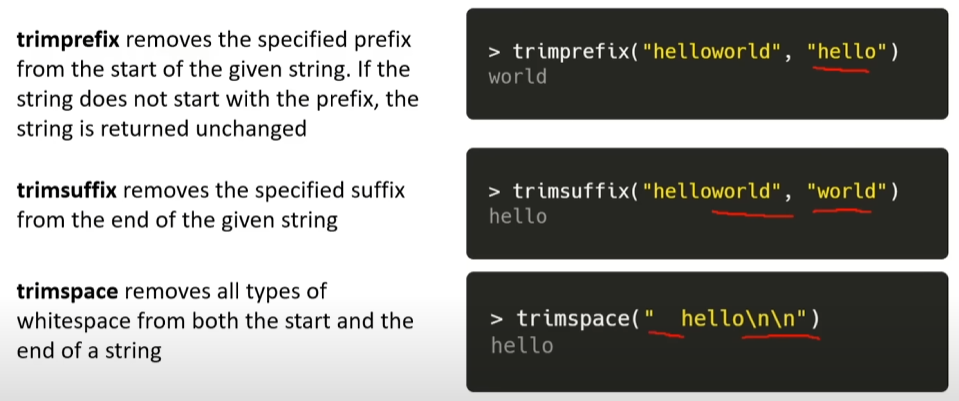 trimprefix removes the specified prefix
from the start of the given string. If the
string does not start with the prefix, the
string is returned unchanged
> trimprefix("helloworld", "hello")
world
trimsuffix removes the specified suffix
from the end of the given string
> trimsuffix("helloworld", "world")
hello
trimspace removes all types of
whitespace from both the start and the
end of a string
> trimspace("  hello\n\n")
hello